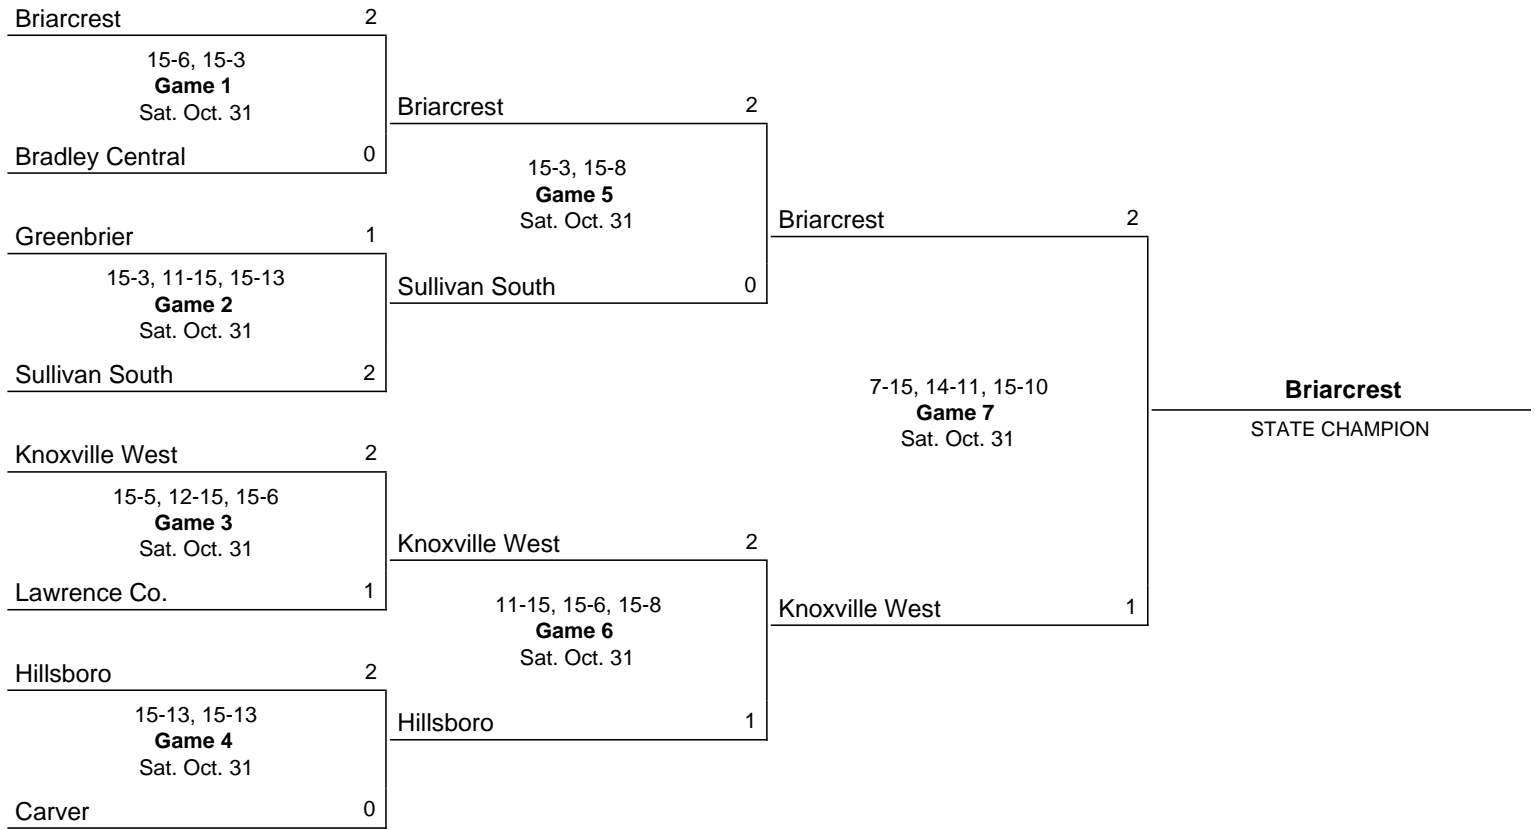 Briarcrest 2
15-6, 15-3
Game 1
Sat. Oct. 31
Bradley Central 0
Greenbrier 1
15-3, 11-15, 15-13
Game 2
Sat. Oct. 31
Sullivan South 2
Knoxville West 2
15-5, 12-15, 15-6
Game 3
Sat. Oct. 31
Lawrence Co. 1
Hillsboro 2
15-13, 15-13
Game 4
Sat. Oct. 31
Carver 0
Briarcrest 2
15-3, 15-8
Game 5
Sat. Oct. 31
Sullivan South 0
Knoxville West 2
11-15, 15-6, 15-8
Game 6
Sat. Oct. 31
Hillsboro 1
Briarcrest 2
7-15, 14-11, 15-10
Game 7
Sat. Oct. 31
Knoxville West 1
Briarcrest
STATE CHAMPION